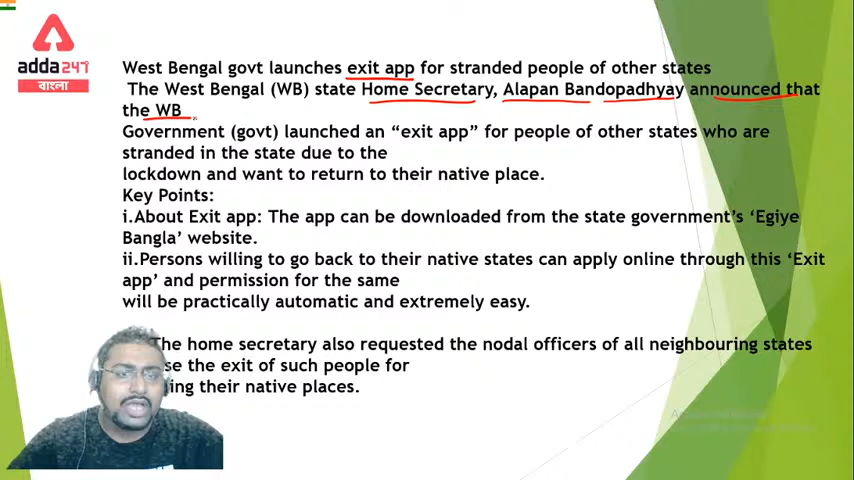 adda247
বাংলা
West Bengal govt launches exit app for stranded people of other states
The West Bengal (WB) state Home Secretary, Alapan Bandopadhyay announced that
the WB
Government (govt) launched an “exit app” for people of other states who are
stranded in the state due to the
lockdown and want to return to their native place.
Key Points:
i.About Exit app: The app can be downloaded from the state government’s ‘Egiye
Bangla’ website.
ii.Persons willing to go back to their native states can apply online through this ‘Exit
app’ and permission for the same
will be practically automatic and extremely easy.
The home secretary also requested the nodal officers of all neighbouring states
the exit of such people for
their native places.